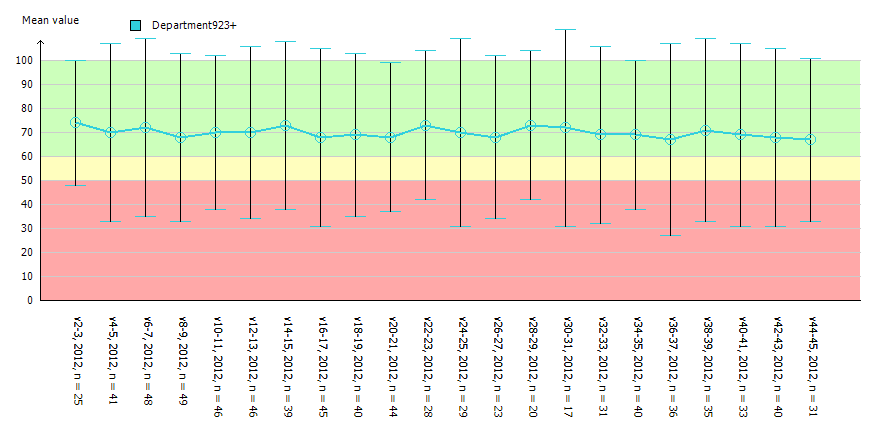 Mean value
Department923+
100
90
80
70
60
50
40
30
20
10
0
v2-3, 2012, n = 25
v4-5, 2012, n = 41
v6-7, 2012, n = 48
v8-9, 2012, n = 49
v10-11, 2012, n = 46
v12-13, 2012, n = 46
v14-15, 2012, n = 39
v16-17, 2012, n = 45
v18-19, 2012, n = 40
v20-21, 2012, n = 44
v22-23, 2012, n = 28
v24-25, 2012, n = 29
v26-27, 2012, n = 23
v28-29, 2012, n = 20
v30-31, 2012, n = 17
v32-33, 2012, n = 31
v34-35, 2012, n = 40
v36-37, 2012, n = 36
v38-39, 2012, n = 35
v40-41, 2012, n = 33
v42-43, 2012, n = 40
v44-45, 2012, n = 31